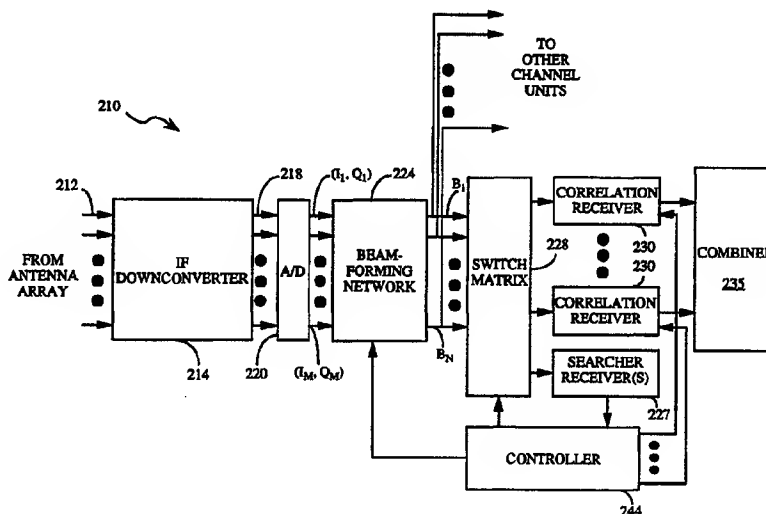 TO
OTHER
CHANNEL
UNITS
210
212
218
(I1, Q1)
224
B1
FROM
ANTENNA
ARRAY
IF
DOWNCONVERTER
A/D
BEAM-
FORMING
NETWORK
SWITCH
MATRIX
228
CORRELATION
RECEIVER
230
230
CORRELATION
RECEIVER
COMBINER
235
214
220
(IM, QM)
BN
SEARCHER
RECEIVER(S)
227
CONTROLLER
244